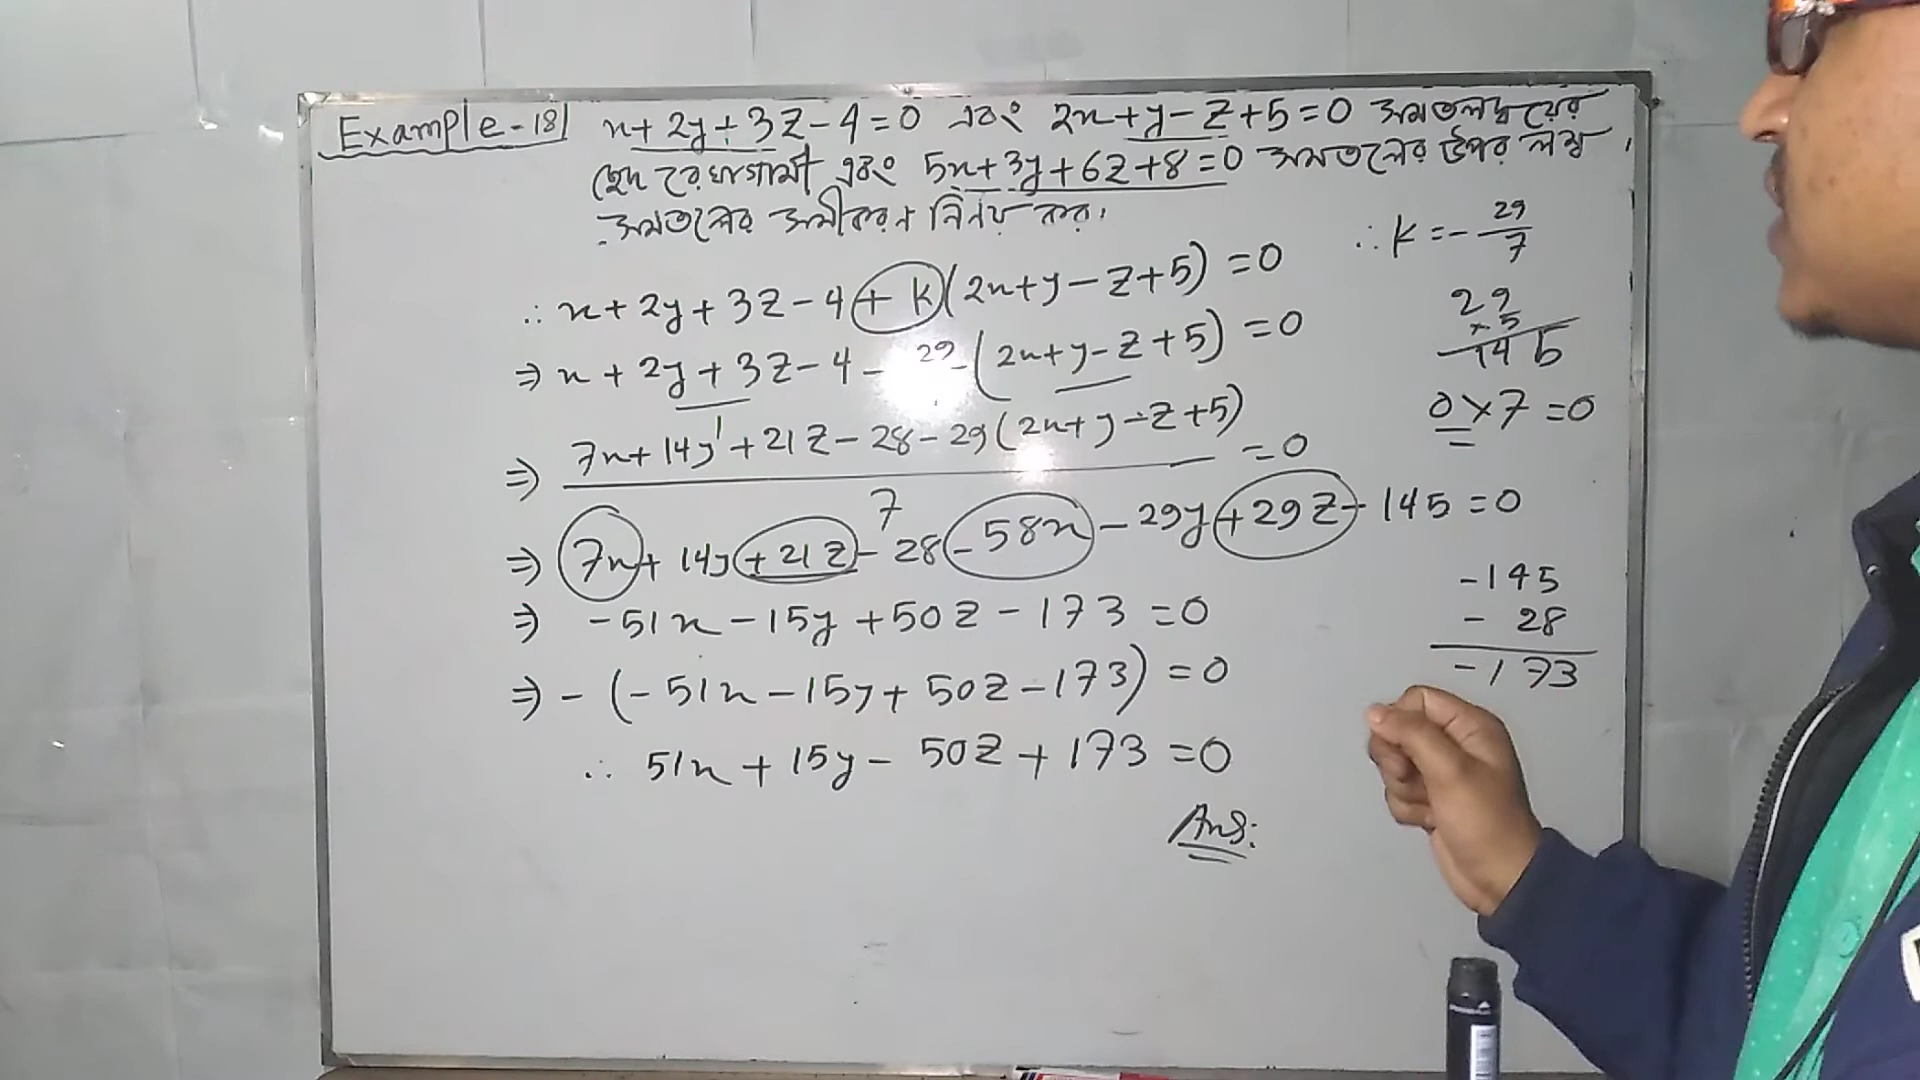 Example-18| x+2y+3z-4=0 এবং 2x+y-z+5=0 সমতলদ্বয়ের
ছেদ রেখাগামী এবং 5x+3y+6z+8=0 সমতলের উপর লম্ব,
সমতলের সমীকরণ নির্নয় কর।
∴ k = - 29/7
∴ x+2y+3z-4+k(2x+y-z+5)=0
⇒ x+2y+3z-4- 29 (2x+y-z+5)=0
29
×5
145
0×7=0
⇒ 7x+14y+21z-28-29(2x+y-z+5) =0
7
⇒ 7x+14y+21z-28-58x-29y+29z-145=0
⇒ -51x-15y+50z-173=0
-145
- 28
-173
⇒ -(-51x-15y+50z-173)=0
∴ 51x+15y-50z+173=0
Ans: